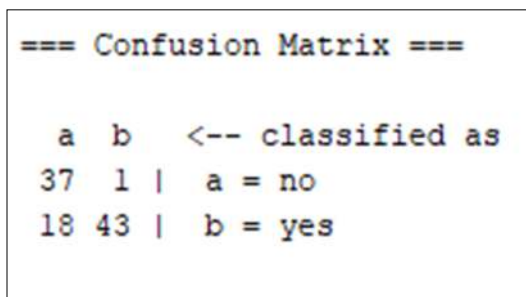 === Confusion Matrix ===
a b <-- classified as
37 1 | a = no
18 43 | b = yes